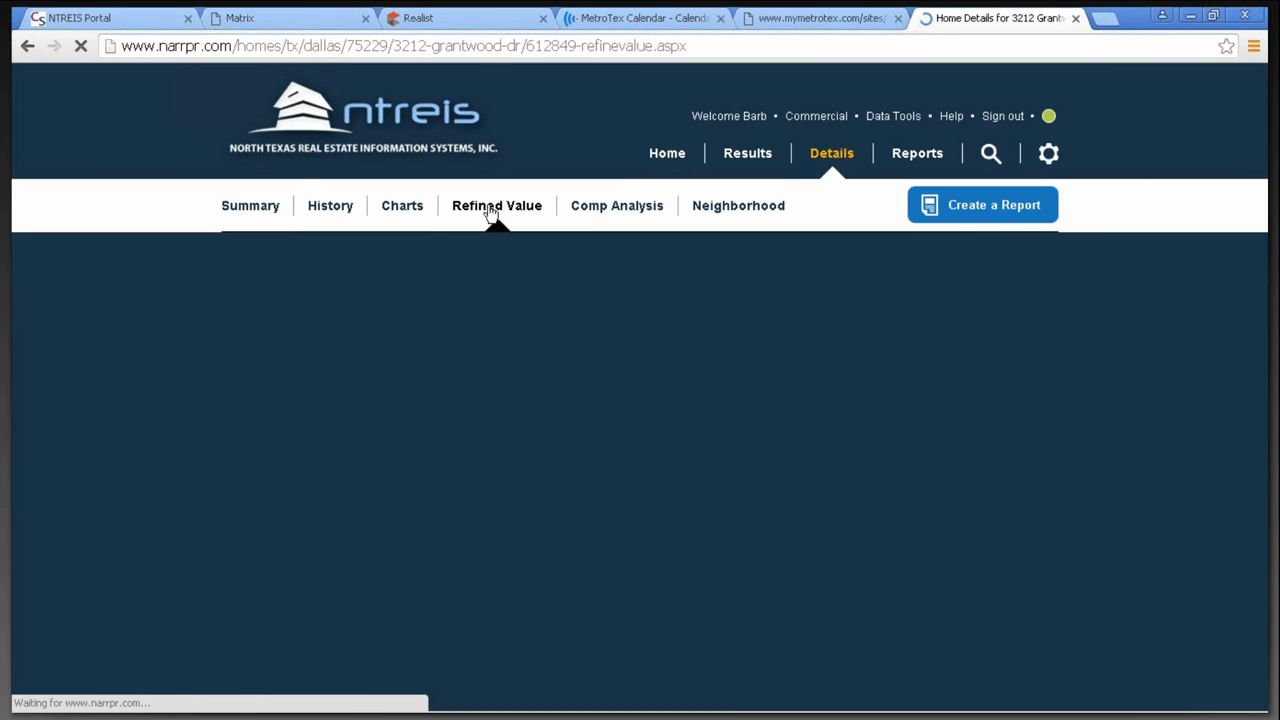 NTREIS Portal
Matrix
Realist
MetroTex Calendar - Calenda
www.mymetrotex.com/sites/
Home Details for 3212 Grant
www.narrpr.com/homes/tx/dallas/75229/3212-grantwood-dr/612849-refinevalue.aspx
ntreis
NORTH TEXAS REAL ESTATE INFORMATION SYSTEMS, INC.
Welcome Barb • Commercial • Data Tools • Help • Sign out •
Home Results Details Reports
Summary History Charts Refined Value Comp Analysis Neighborhood
Create a Report
Waiting for www.narrpr.com...